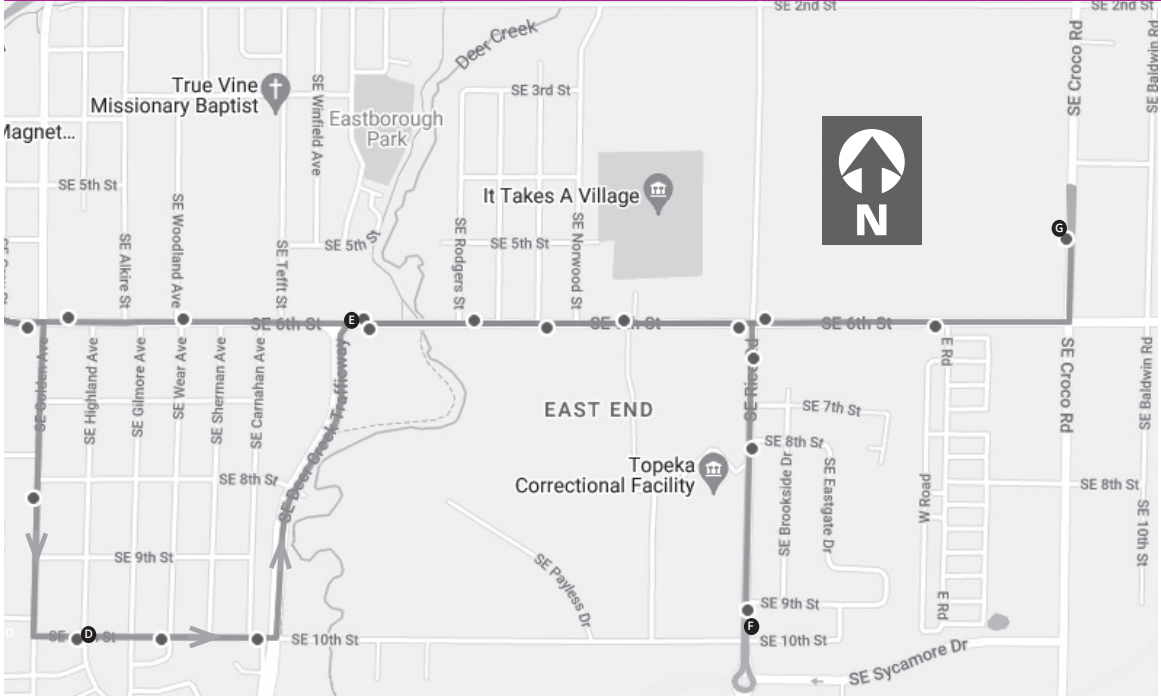 SE 2nd St
SE 2nd St
Deer Creek
SE Croco Rd
SE Baldwin Rd
True Vine
Missionary Baptist
SE Winfield Ave
SE 3rd St
Eastborough
Park
Magnet...
N
SE 5th St
It Takes A Village
SE Woodland Ave
SE Alkire St
SE Tefft St
SE 5th St
SE Rodgers St
SE 5th St
SE Norwood St
G
SE 6th St
E
SE 6th St
SE Golden Ave
SE Highland Ave
SE Gilmore Ave
SE Wear Ave
SE Sherman Ave
SE Carnahan Ave
SE Deer Creek Trafficway
E Rd
SE Croco Rd
SE Baldwin Rd
EAST END
SE 7th St
SE 8th St
Topeka
Correctional Facility
SE 8th St
SE Brookside Dr
SE Eastgate Dr
W Road
SE 8th St
SE 10th St
SE 9th St
SE Payless Dr
SE 9th St
E Rd
D
SE 10th St
F
SE 10th St
SE Sycamore Dr